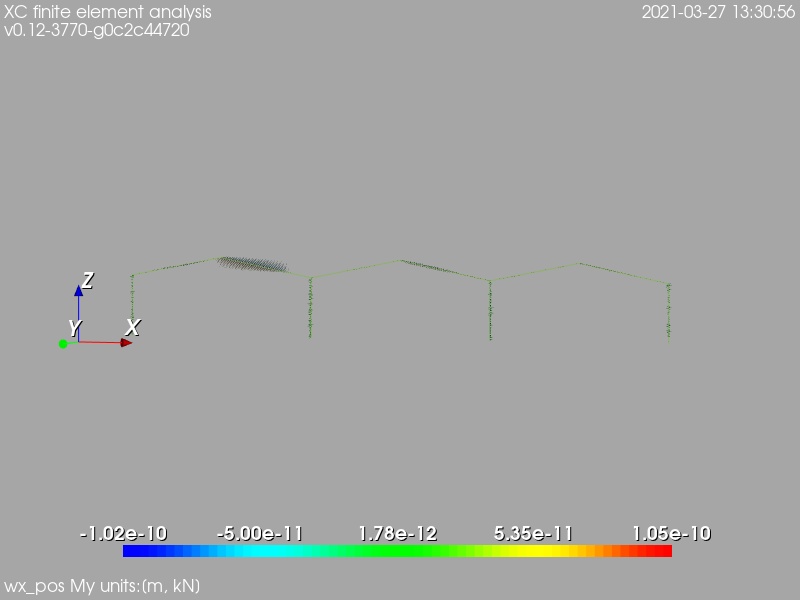 XC finite element analysis
2021-03-27 13:30:56
v0.12-3770-g0c2c44720
Z
Y
X
-1.02e-10
-5.00e-11
1.78e-12
5.35e-11
1.05e-10
wx_pos My units:[m, kN]